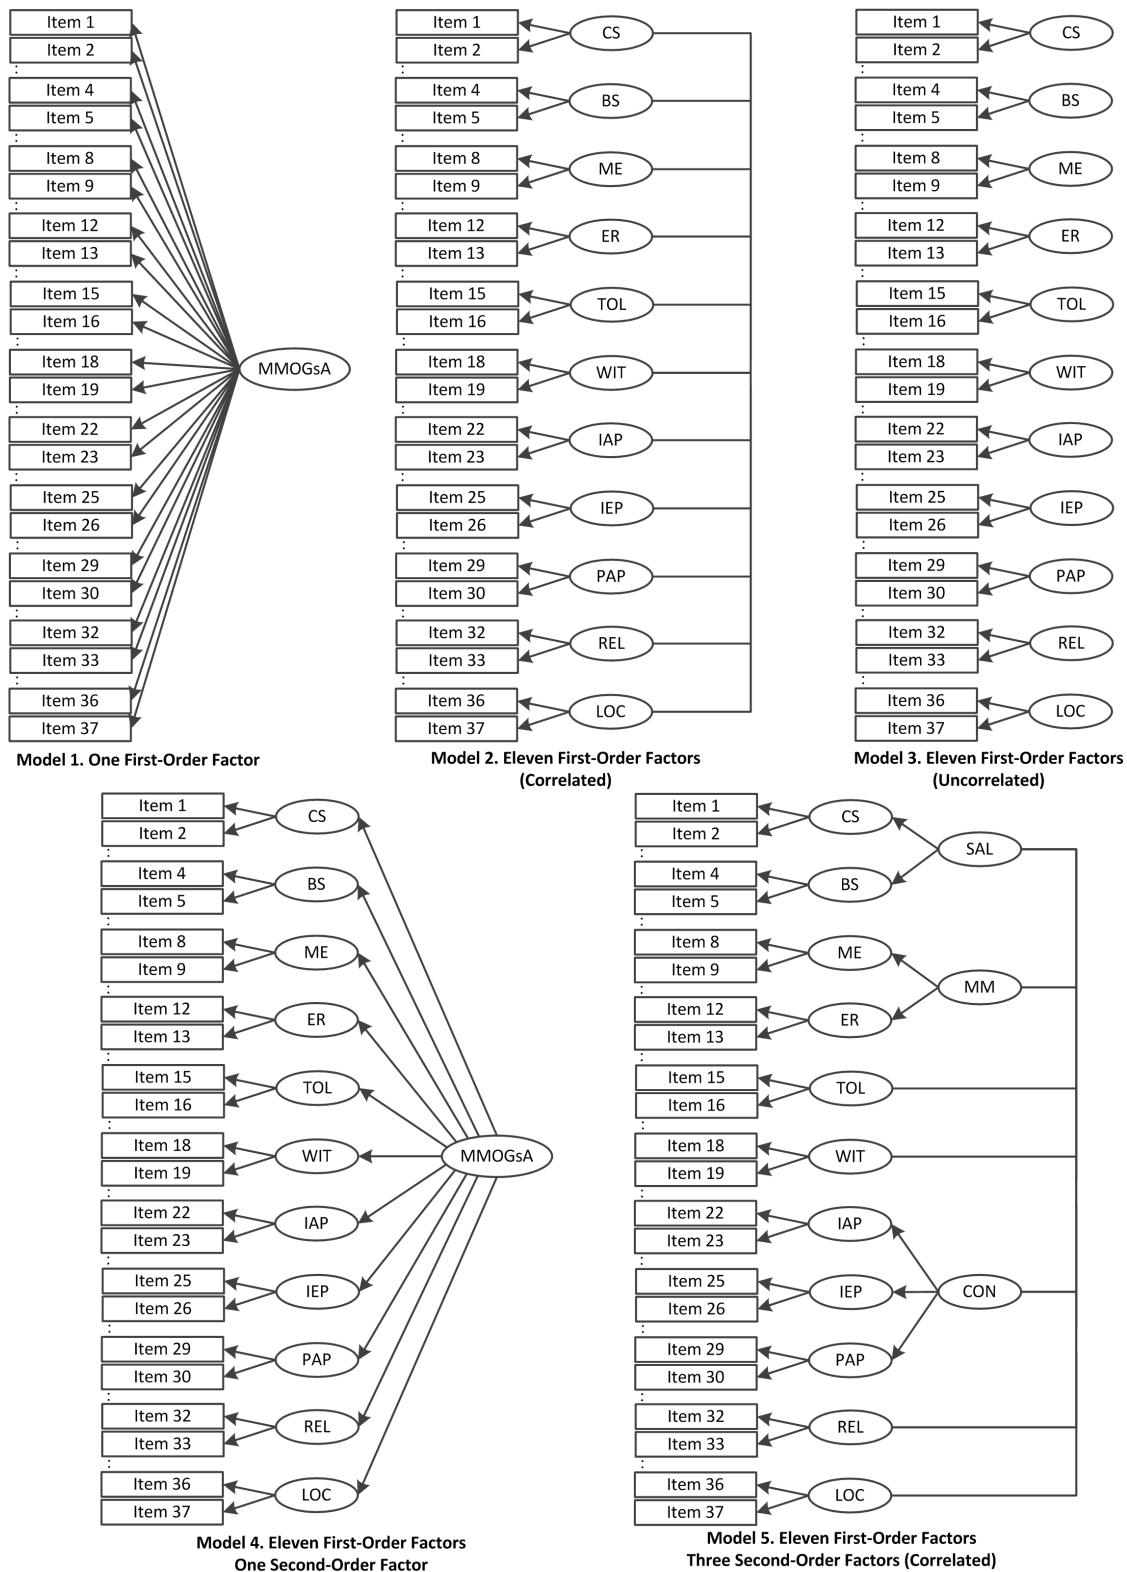 Item 1
Item 2
Item 4
Item 5
Item 8
Item 9
Item 12
Item 13
Item 15
Item 16
Item 18
Item 19
Item 22
Item 23
Item 25
Item 26
Item 29
Item 30
Item 32
Item 33
Item 36
Item 37
MMOGsA
Model 1. One First-Order Factor
Item 1
Item 2
CS
Item 4
Item 5
BS
Item 8
Item 9
ME
Item 12
Item 13
ER
Item 15
Item 16
TOL
Item 18
Item 19
WIT
Item 22
Item 23
IAP
Item 25
Item 26
IEP
Item 29
Item 30
PAP
Item 32
Item 33
REL
Item 36
Item 37
LOC
Model 2. Eleven First-Order Factors
(Correlated)
Item 1
Item 2
CS
Item 4
Item 5
BS
Item 8
Item 9
ME
Item 12
Item 13
ER
Item 15
Item 16
TOL
Item 18
Item 19
WIT
Item 22
Item 23
IAP
Item 25
Item 26
IEP
Item 29
Item 30
PAP
Item 32
Item 33
REL
Item 36
Item 37
LOC
Model 3. Eleven First-Order Factors
(Uncorrelated)
Item 1
Item 2
CS
Item 4
Item 5
BS
Item 8
Item 9
ME
Item 12
Item 13
ER
Item 15
Item 16
TOL
Item 18
Item 19
WIT
Item 22
Item 23
IAP
Item 25
Item 26
IEP
Item 29
Item 30
PAP
Item 32
Item 33
REL
Item 36
Item 37
LOC
MMOGsA
Model 4. Eleven First-Order Factors
One Second-Order Factor
Item 1
Item 2
CS
Item 4
Item 5
BS
SAL
Item 8
Item 9
ME
Item 12
Item 13
ER
MM
Item 15
Item 16
TOL
Item 18
Item 19
WIT
Item 22
Item 23
IAP
Item 25
Item 26
IEP
CON
Item 29
Item 30
PAP
Item 32
Item 33
REL
Item 36
Item 37
LOC
Model 5. Eleven First-Order Factors
Three Second-Order Factors (Correlated)